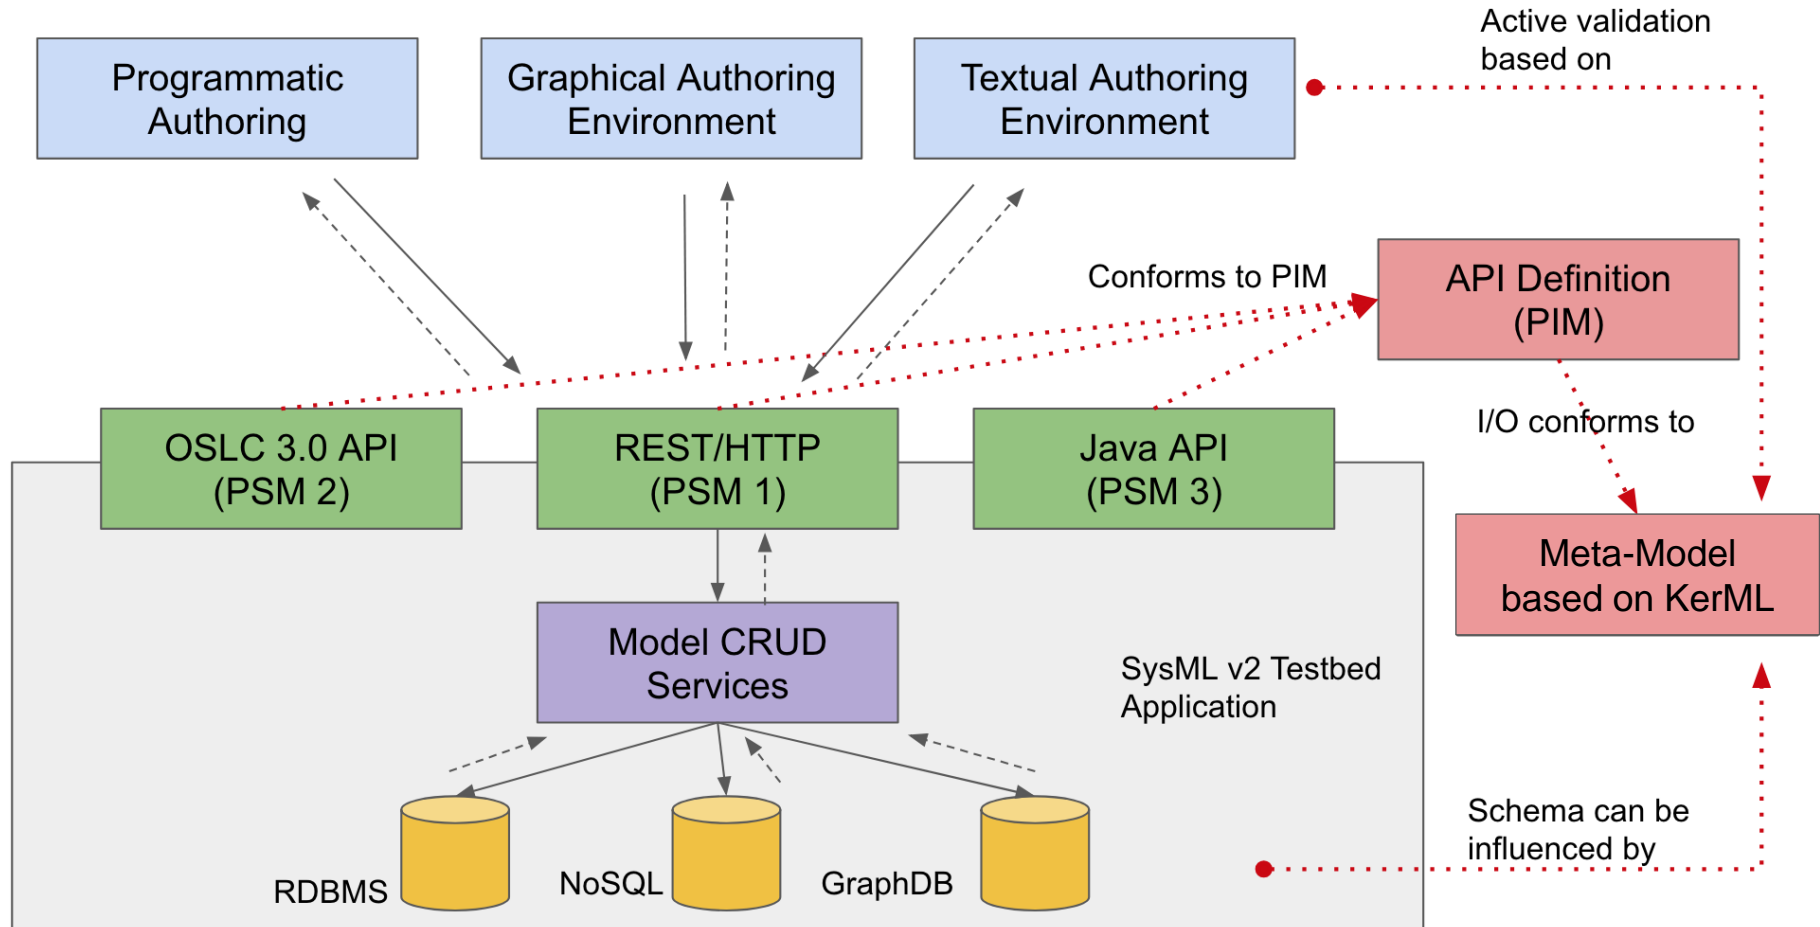 Active validation
based on
Programmatic
Authoring
Graphical Authoring
Environment
Textual Authoring
Environment
Conforms to PIM
API Definition
(PIM)
I/O conforms to
OSLC 3.0 API
(PSM 2)
REST/HTTP
(PSM 1)
Java API
(PSM 3)
Meta-Model
based on KerML
Model CRUD
Services
SysML v2 Testbed
Application
Schema can be
influenced by
RDBMS
NoSQL
GraphDB